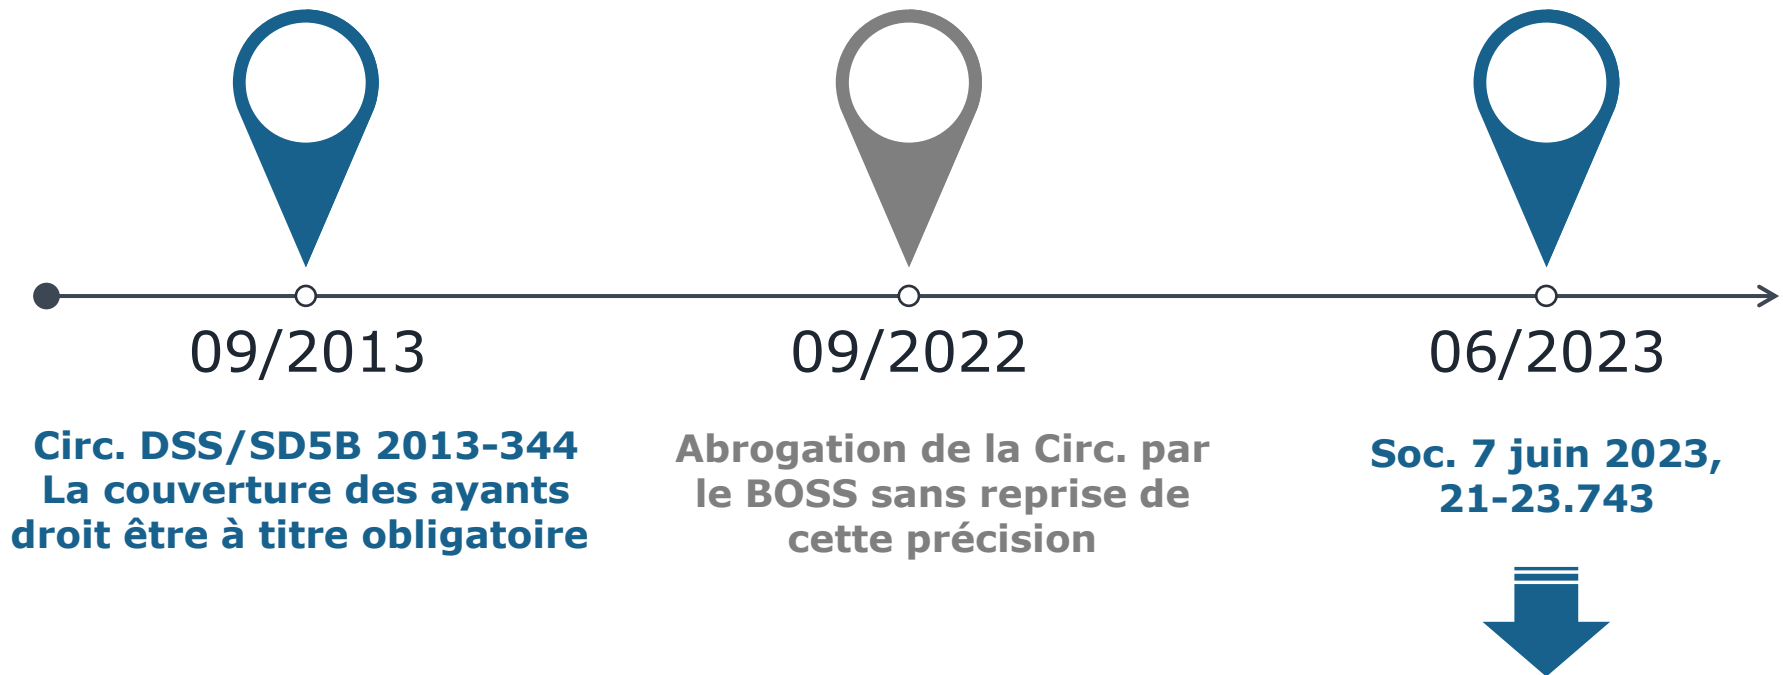 09/2013
Circ. DSS/SD5B 2013-344
La couverture des ayants
droit être à titre obligatoire
09/2022
Abrogation de la Circ. par
le BOSS sans reprise de
cette précision
06/2023
Soc. 7 juin 2023,
21-23.743